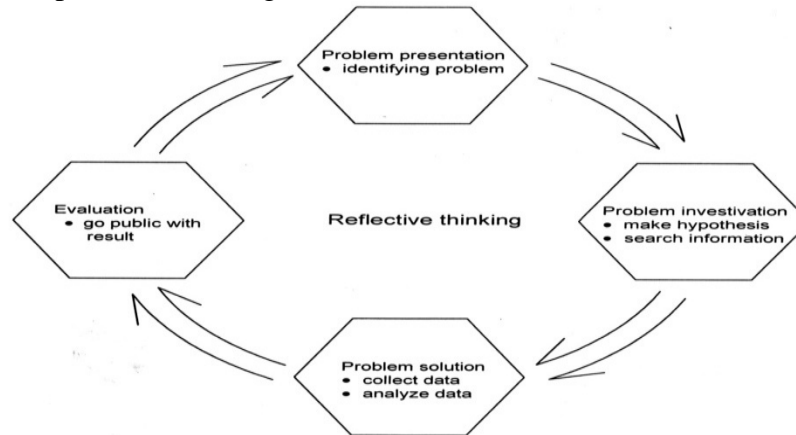 Problem presentation
• identifying problem
Problem investivation
• make hypothesis
• search information
Reflective thinking
Evaluation
• go public with
result
Problem solution
• collect data
• analyze data